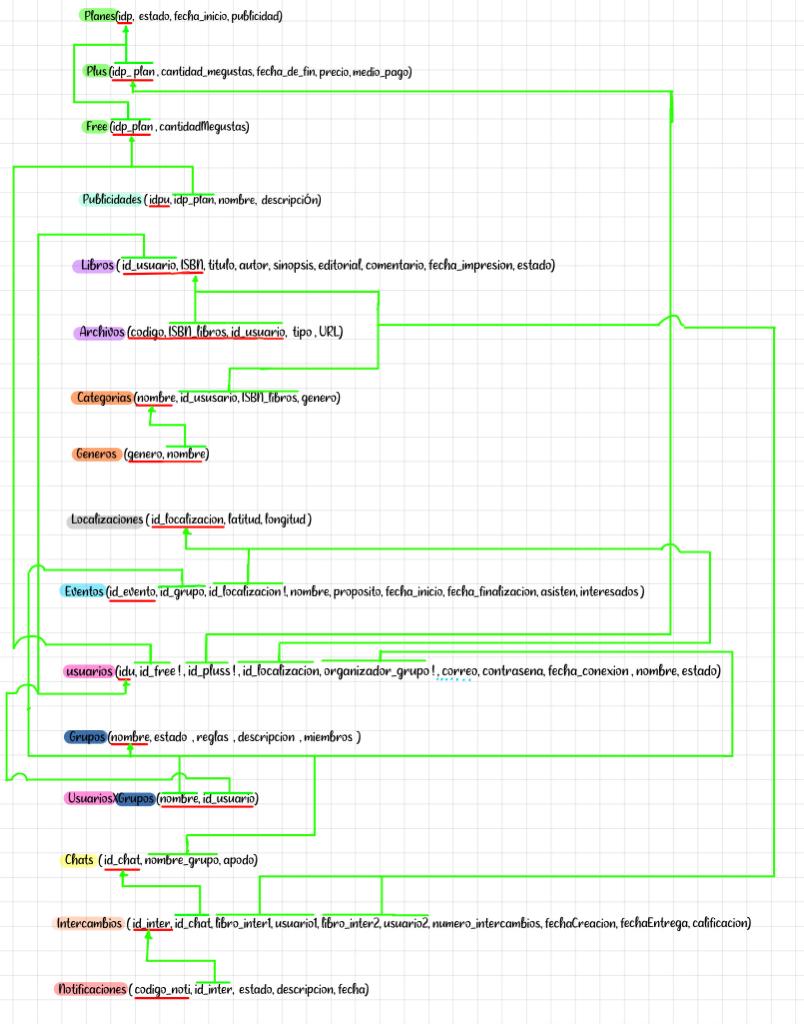 Planes(idp, estado, fecha_inicio, publicidad)
Plus (idp_plan, cantidad_megustas, fecha_de_fin, precio, medio_pago)
Free (idp_plan, cantidadMegustas)
Publicidades (idpu, idp_plan, nombre, descripción)
Libros (id_usuario, ISBN, titulo, autor, sinopsis, editorial, comentario, fecha_impresion, estado)
Archivos (codigo, ISBN_libros, id_usuario, tipo, URL)
Categorias (nombre, id_ususario, ISBN_libros, genero)
Generos (genero, nombre)
Localizaciones (id_localizacion, latitud, longitud)
Eventos (id_evento, id_grupo, id_localizacion!, nombre, proposito, fecha_inicio, fecha_finalizacion, asisten, interesados)
usuarios (idu, id_free!, id_pluss!, id_localizacion, organizador_grupo!, correo, contrasena, fecha_conexion, nombre, estado)
Grupos (nombre, estado, reglas, descripcion, miembros)
UsuariosXGrupos (nombre, id_usuario)
Chats (id_chat, nombre_grupo, apodo)
Intercambios (id_inter, id_chat, libro_inter1, usuario1, libro_inter2, usuario2, numero_intercambios, fechaCreacion, fechaEntrega, calificacion)
Notificaciones (codigo_noti, id_inter, estado, descripcion, fecha)